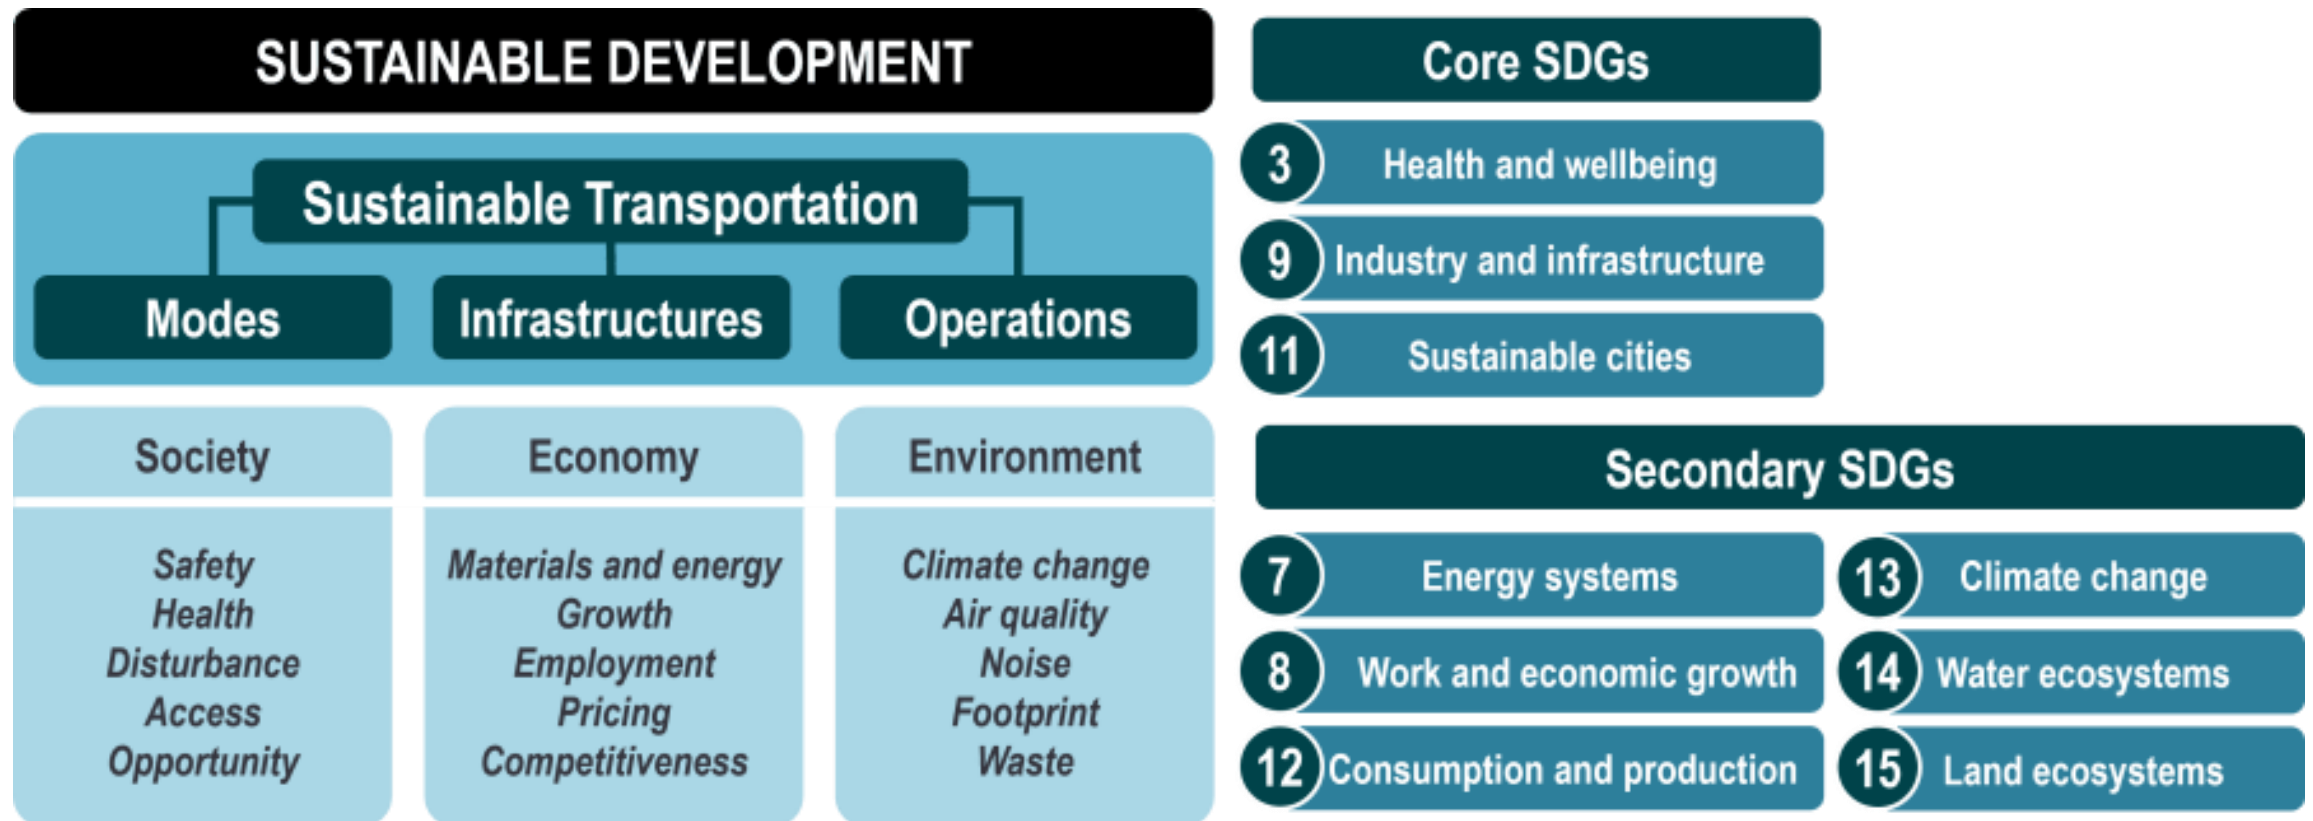 SUSTAINABLE DEVELOPMENT
Sustainable Transportation
Modes
Infrastructures
Operations
Society
Safety
Health
Disturbance
Access
Opportunity
Economy
Materials and energy
Growth
Employment
Pricing
Competitiveness
Environment
Climate change
Air quality
Noise
Footprint
Waste
Core SDGs
3 Health and wellbeing
9 Industry and infrastructure
11 Sustainable cities
Secondary SDGs
7 Energy systems
8 Work and economic growth
12 Consumption and production
13 Climate change
14 Water ecosystems
15 Land ecosystems